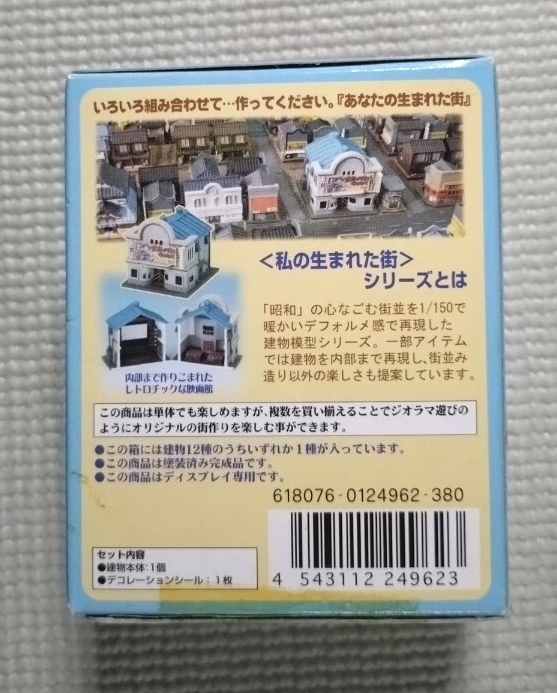 いろいろ組み合わせて…作ってください。『あなたの生まれた街』
＜私の生まれた街＞
シリーズとは
「昭和」の心なごむ街並を1/150で
暖かいデフォルメ感で再現した
建物模型シリーズ。一部アイテム
では建物を内部まで再現し、街並み
造り以外の楽しさも提案しています。
内部まで作りこまれた
レトロチックな映画館
この商品は単体でも楽しめますが、複数を買い揃えることでジオラマ遊びの
ようにオリジナルの街作りを楽しむ事ができます。
●この箱には建物12種のうちいずれか1種が入っています。
●この商品は塗装済み完成品です。
●この商品はディスプレイ専用です。
618076-0124962-380
セット内容
●建物本体:1個
●デコレーションシール：1枚
4 543112 249623